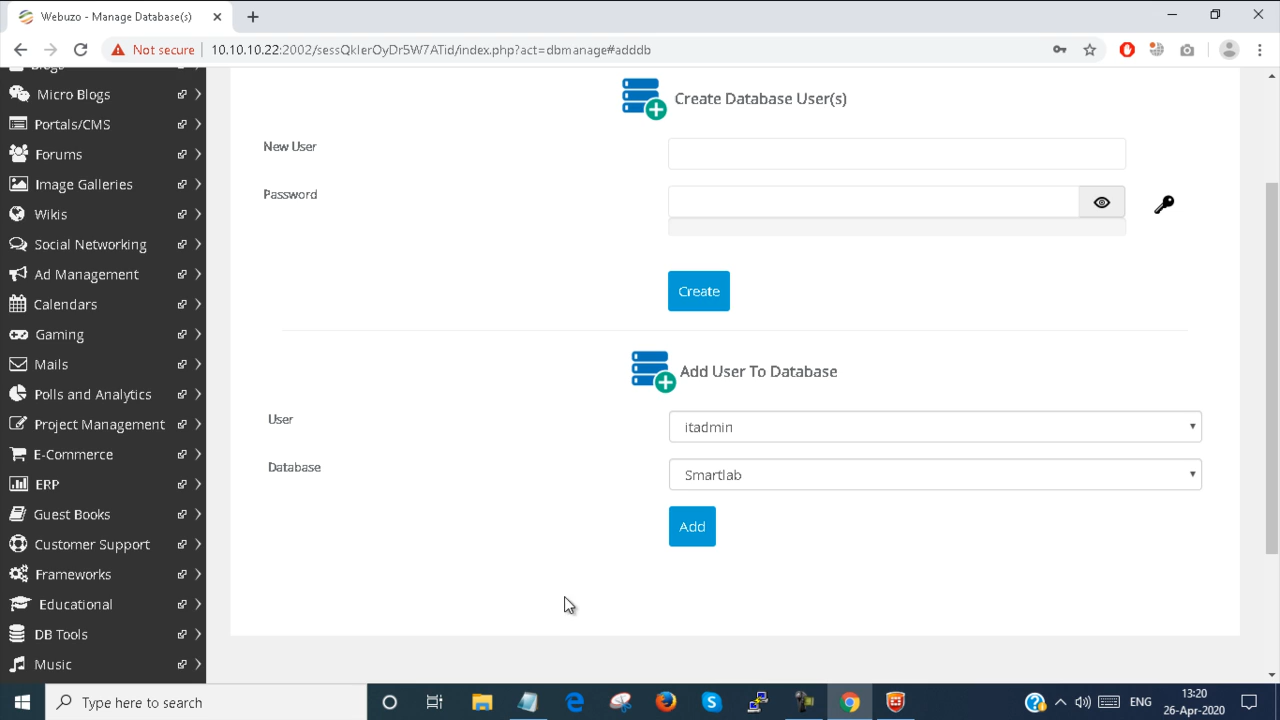 Webuzo - Manage Database(s)
Not secure
10.10.10.22:2002/sessQkIerOyDr5W7ATid/index.php?act=dbmanage#adddb
Blogs
Micro Blogs
Portals/CMS
Forums
Image Galleries
Wikis
Social Networking
Ad Management
Calendars
Gaming
Mails
Polls and Analytics
Project Management
E-Commerce
ERP
Guest Books
Customer Support
Frameworks
Educational
DB Tools
Music
Create Database User(s)
New User
Password
Create
Add User To Database
User
itadmin
Database
Smartlab
Add
Type here to search
ENG
13:20
26-Apr-2020